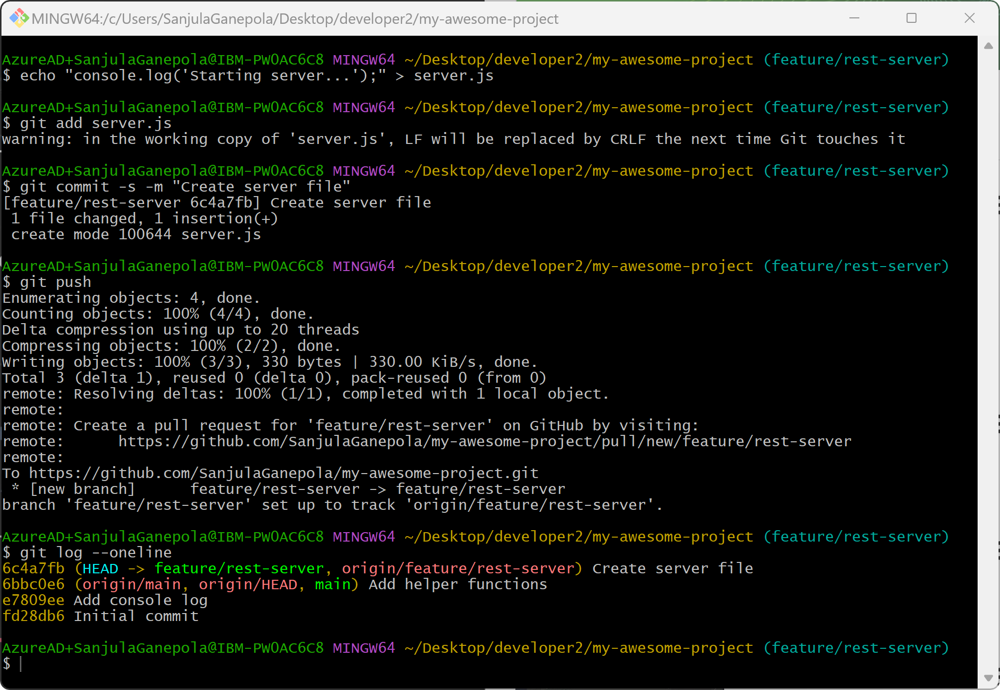 MINGW64:/c/Users/SanjulaGanepola/Desktop/developer2/my-awesome-project
AzureAD+SanjulaGanepola@IBM-PW0AC6C8 MINGW64 ~/Desktop/developer2/my-awesome-project (feature/rest-server)
$ echo "console.log('Starting server...');" > server.js
AzureAD+SanjulaGanepola@IBM-PW0AC6C8 MINGW64 ~/Desktop/developer2/my-awesome-project (feature/rest-server)
$ git add server.js
warning: in the working copy of 'server.js', LF will be replaced by CRLF the next time Git touches it
AzureAD+SanjulaGanepola@IBM-PW0AC6C8 MINGW64 ~/Desktop/developer2/my-awesome-project (feature/rest-server)
$ git commit -s -m "Create server file"
[feature/rest-server 6c4a7fb] Create server file
 1 file changed, 1 insertion(+)
 create mode 100644 server.js
AzureAD+SanjulaGanepola@IBM-PW0AC6C8 MINGW64 ~/Desktop/developer2/my-awesome-project (feature/rest-server)
$ git push
Enumerating objects: 4, done.
Counting objects: 100% (4/4), done.
Delta compression using up to 20 threads
Compressing objects: 100% (2/2), done.
Writing objects: 100% (3/3), 330 bytes | 330.00 KiB/s, done.
Total 3 (delta 1), reused 0 (delta 0), pack-reused 0 (from 0)
remote: Resolving deltas: 100% (1/1), completed with 1 local object.
remote:
remote: Create a pull request for 'feature/rest-server' on GitHub by visiting:
remote:      https://github.com/SanjulaGanepola/my-awesome-project/pull/new/feature/rest-server
remote:
To https://github.com/SanjulaGanepola/my-awesome-project.git
 * [new branch]      feature/rest-server -> feature/rest-server
branch 'feature/rest-server' set up to track 'origin/feature/rest-server'.
AzureAD+SanjulaGanepola@IBM-PW0AC6C8 MINGW64 ~/Desktop/developer2/my-awesome-project (feature/rest-server)
$ git log --oneline
6c4a7fb (HEAD -> feature/rest-server, origin/feature/rest-server) Create server file
6bbc0e6 (origin/main, origin/HEAD, main) Add helper functions
e7809ee Add console log
fd28db6 Initial commit
AzureAD+SanjulaGanepola@IBM-PW0AC6C8 MINGW64 ~/Desktop/developer2/my-awesome-project (feature/rest-server)
$